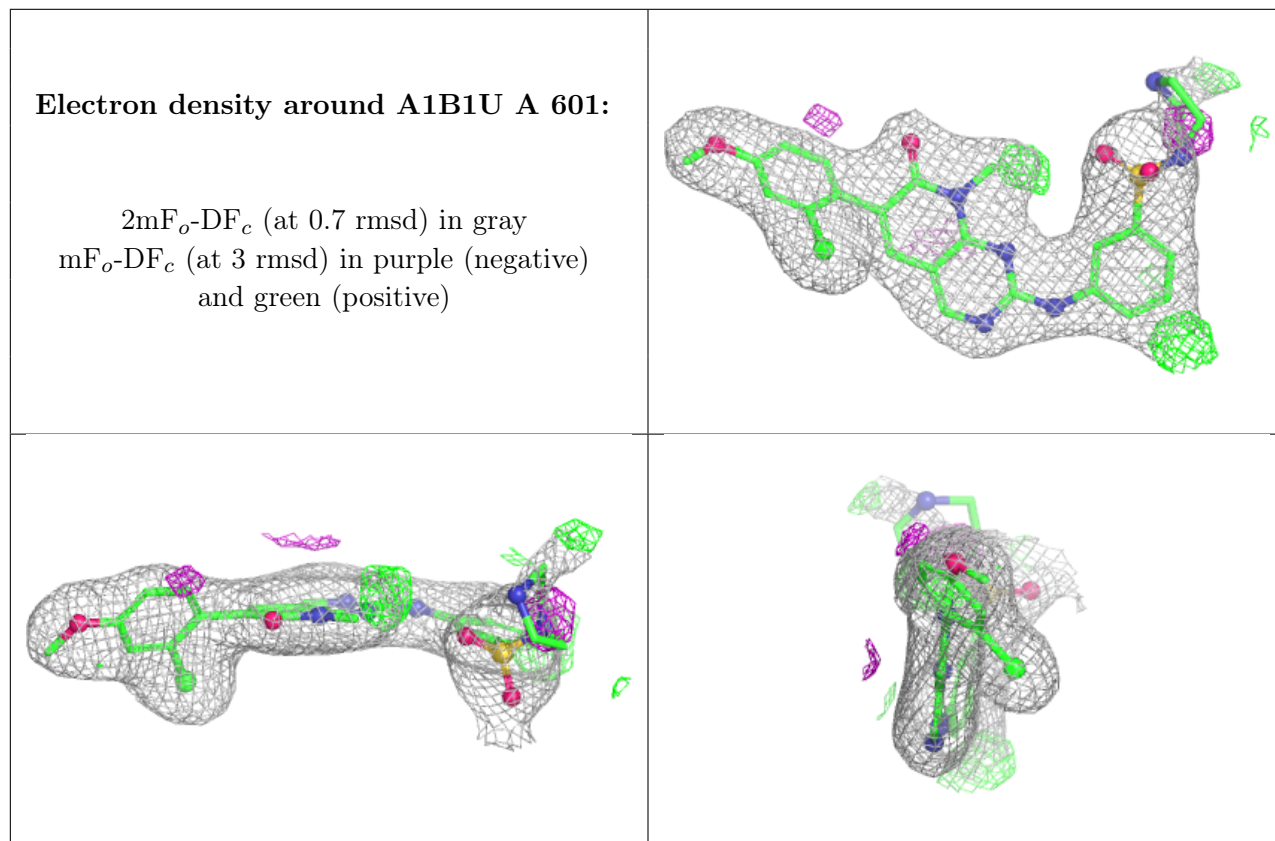 Electron density around A1B1U A 601:
2mFo-DFc (at 0.7 rmsd) in gray
mFo-DFc (at 3 rmsd) in purple (negative)
and green (positive)